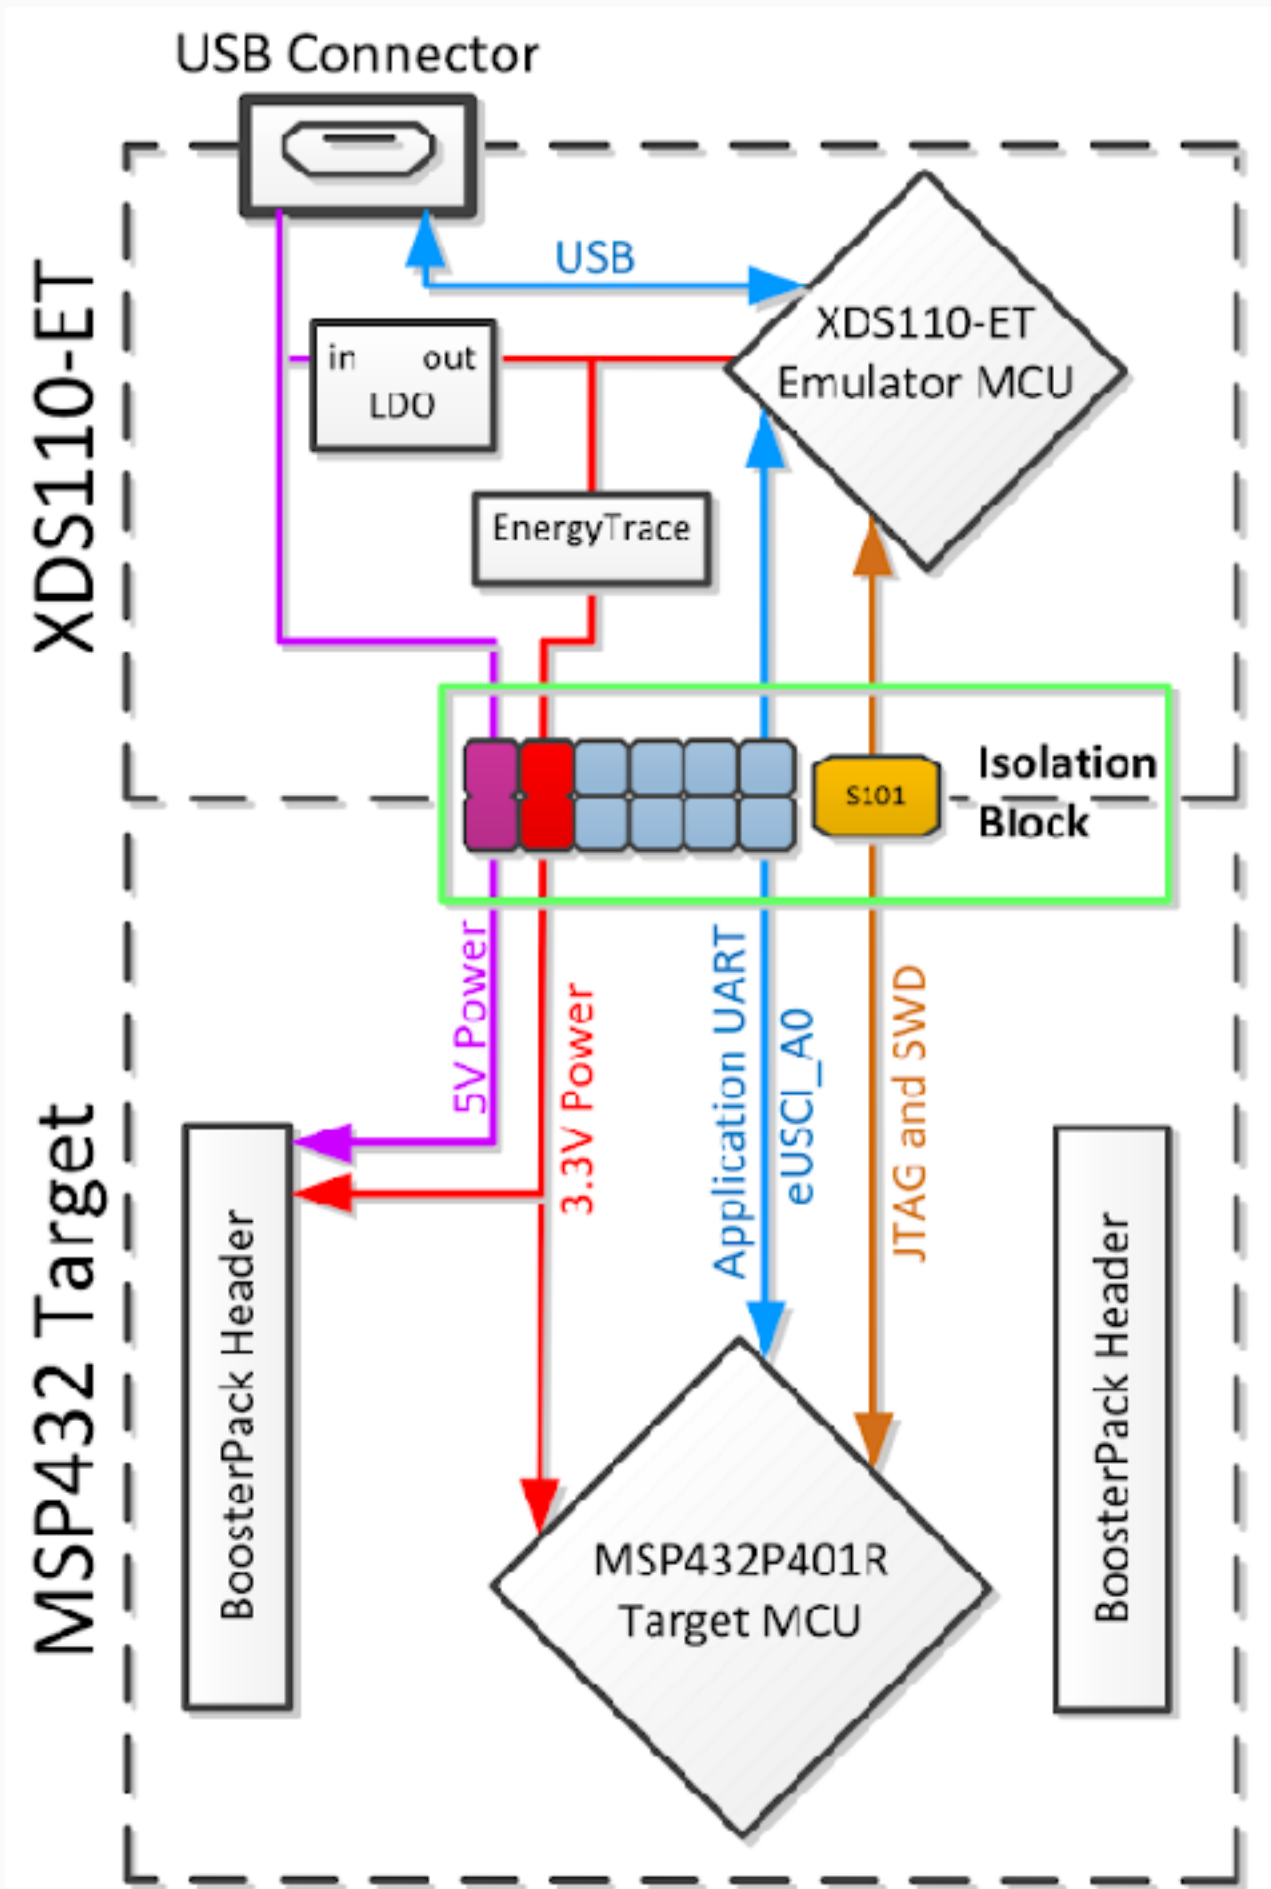 USB Connector
XDS110-ET
USB
XDS110-ET
Emulator MCU
in out
LDO
EnergyTrace
Isolation
Block
S101
MSP432 Target
5V Power
3.3V Power
Application UART
eUSCI_A0
JTAG and SWD
BoosterPack Header
BoosterPack Header
MSP432P401R
Target MCU